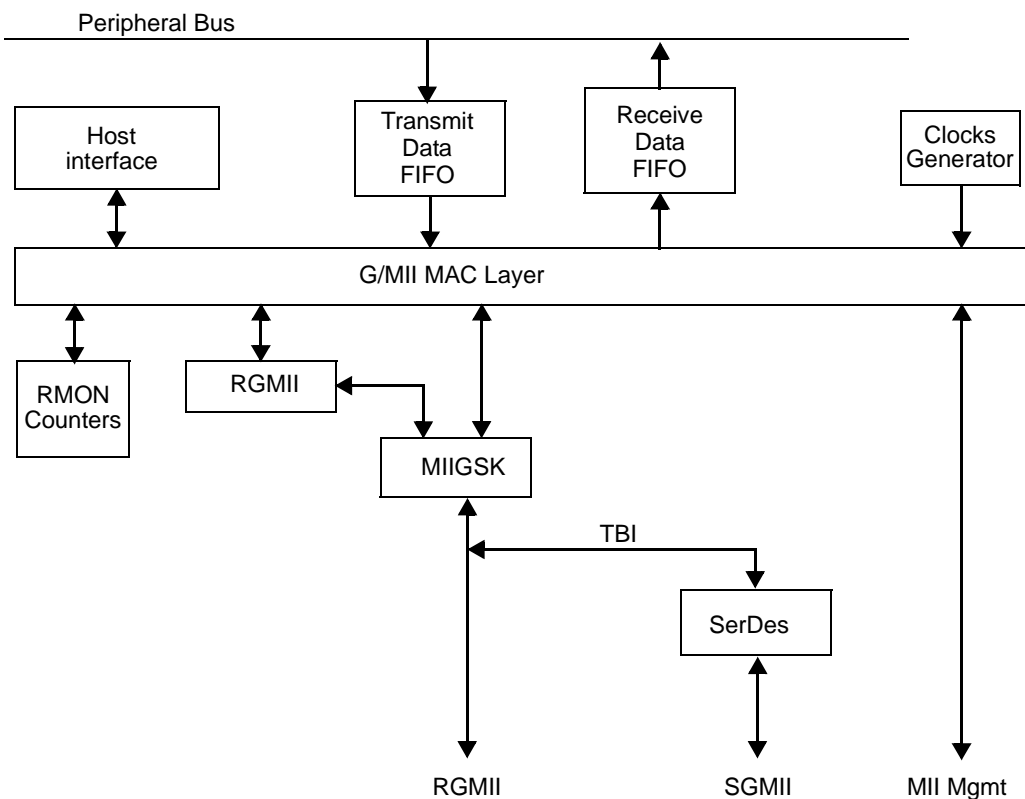 Peripheral Bus
Host
interface
Transmit
Data
FIFO
Receive
Data
FIFO
Clocks
Generator
G/MII MAC Layer
RMON
Counters
RGMII
MIIGSK
TBI
SerDes
RGMII
SGMII
MII Mgmt